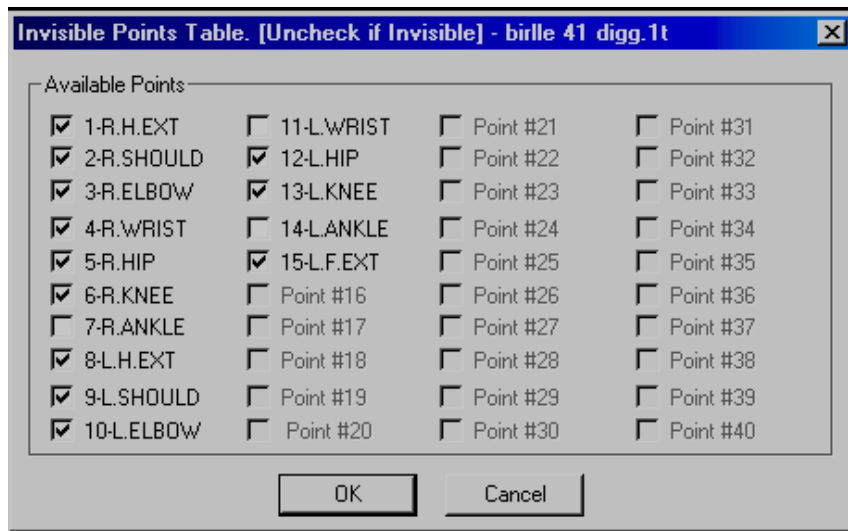 Invisible Points Table. [Uncheck if Invisible] - birlle 41 digg.1t
Available Points
1-R.H.EXT
2-R.SHOULD
3-R.ELBOW
4-R.WRIST
5-R.HIP
6-R.KNEE
7-R.ANKLE
8-L.H.EXT
9-L.SHOULD
10-L.ELBOW
11-L.WRIST
12-L.HIP
13-L.KNEE
14-L.ANKLE
15-L.F.EXT
Point #16
Point #17
Point #18
Point #19
Point #20
Point #21
Point #22
Point #23
Point #24
Point #25
Point #26
Point #27
Point #28
Point #29
Point #30
Point #31
Point #32
Point #33
Point #34
Point #35
Point #36
Point #37
Point #38
Point #39
Point #40
OK
Cancel